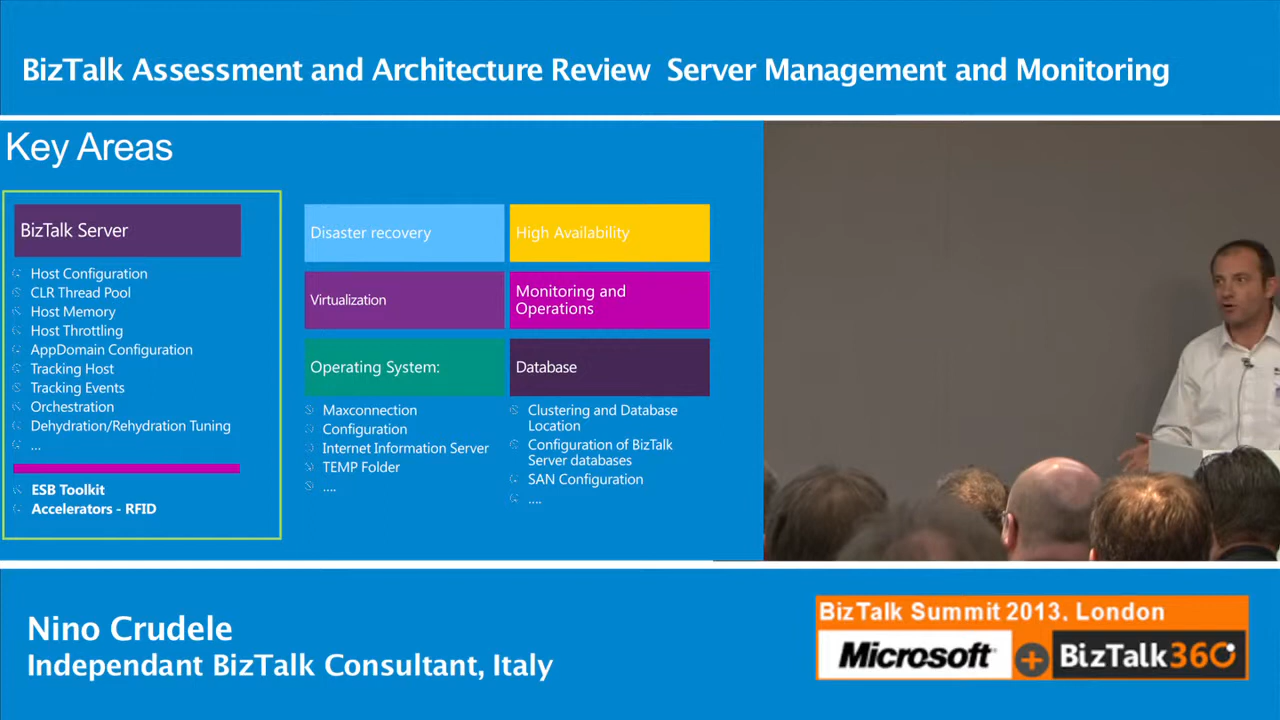 BizTalk Assessment and Architecture Review Server Management and Monitoring
Key Areas
BizTalk Server
Host Configuration
CLR Thread Pool
Host Memory
Host Throttling
AppDomain Configuration
Tracking Host
Tracking Events
Orchestration
Dehydration/Rehydration Tuning
...
ESB Toolkit
Accelerators - RFID
Disaster recovery
High Availability
Virtualization
Monitoring and
Operations
Operating System:
Maxconnection
Configuration
Internet Information Server
TEMP Folder
....
Database
Clustering and Database
Location
Configuration of BizTalk
Server databases
SAN Configuration
....
Nino Crudele
Independant BizTalk Consultant, Italy
BizTalk Summit 2013, London
Microsoft + BizTalk360